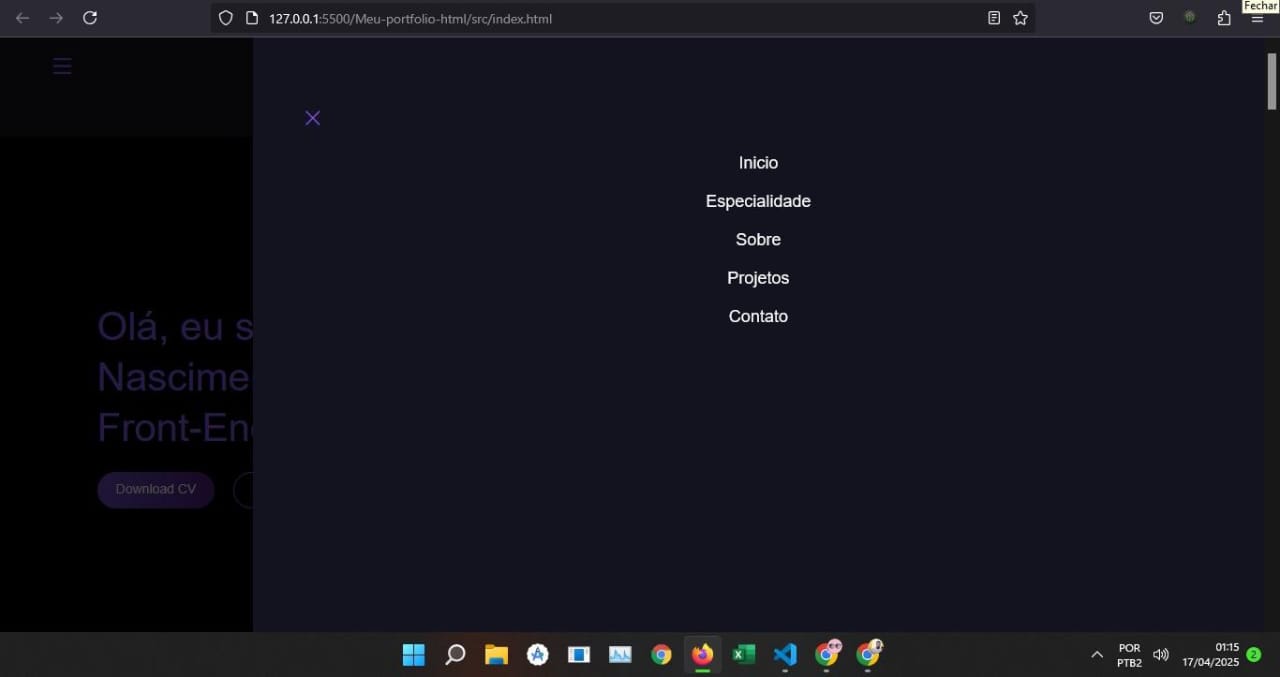 Fechar
127.0.0.1:5500/Meu-portfolio-html/src/index.html
Inicio
Especialidade
Sobre
Projetos
Contato
Olá, eu s
Nascime
Front-En
Download CV
POR
PTB2
01:15
17/04/2025
2